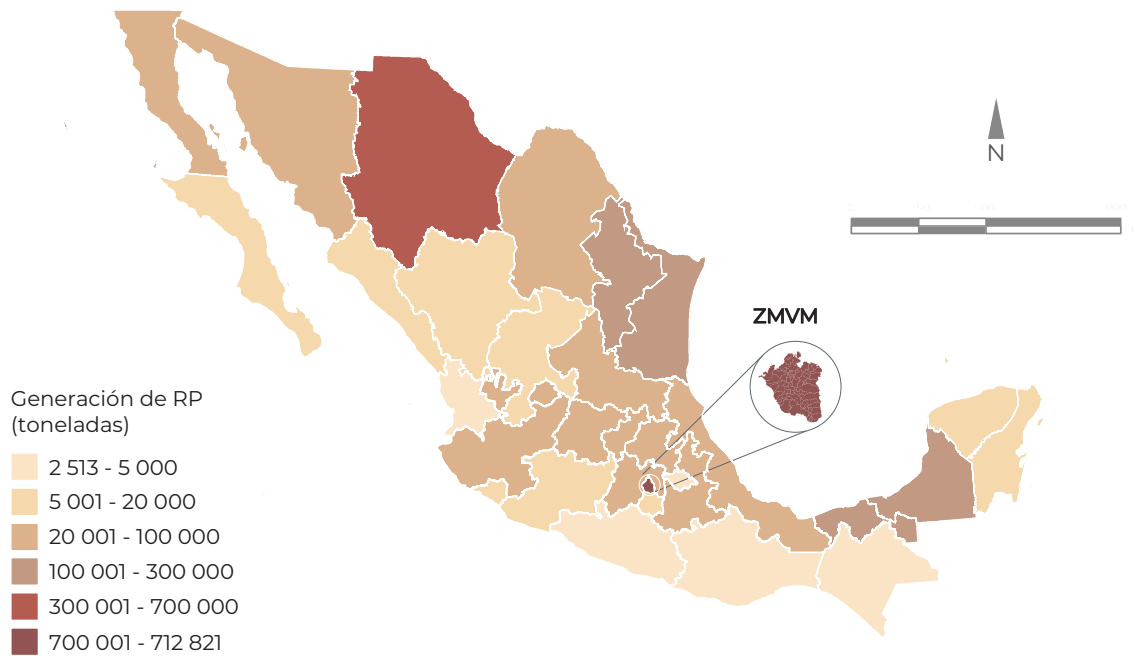 N
ZMVM
Generación de RP
(toneladas)
2 513 - 5 000
5 001 - 20 000
20 001 - 100 000
100 001 - 300 000
300 001 - 700 000
700 001 - 712 821